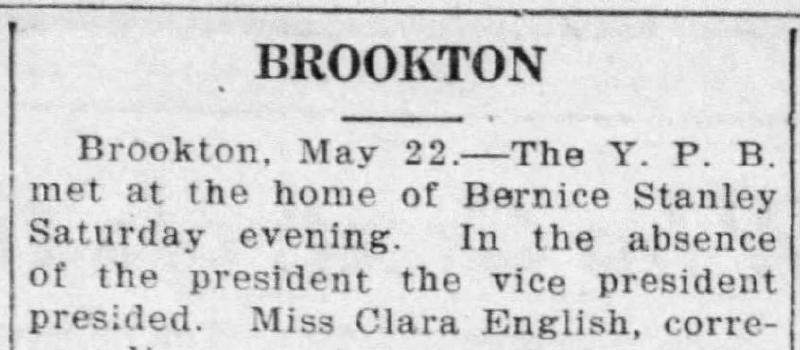 BROOKTON
Brookton, May 22.—The Y. P. B.
met at the home of Bernice Stanley
Saturday evening. In the absence
of the president the vice president
presided. Miss Clara English, corre-